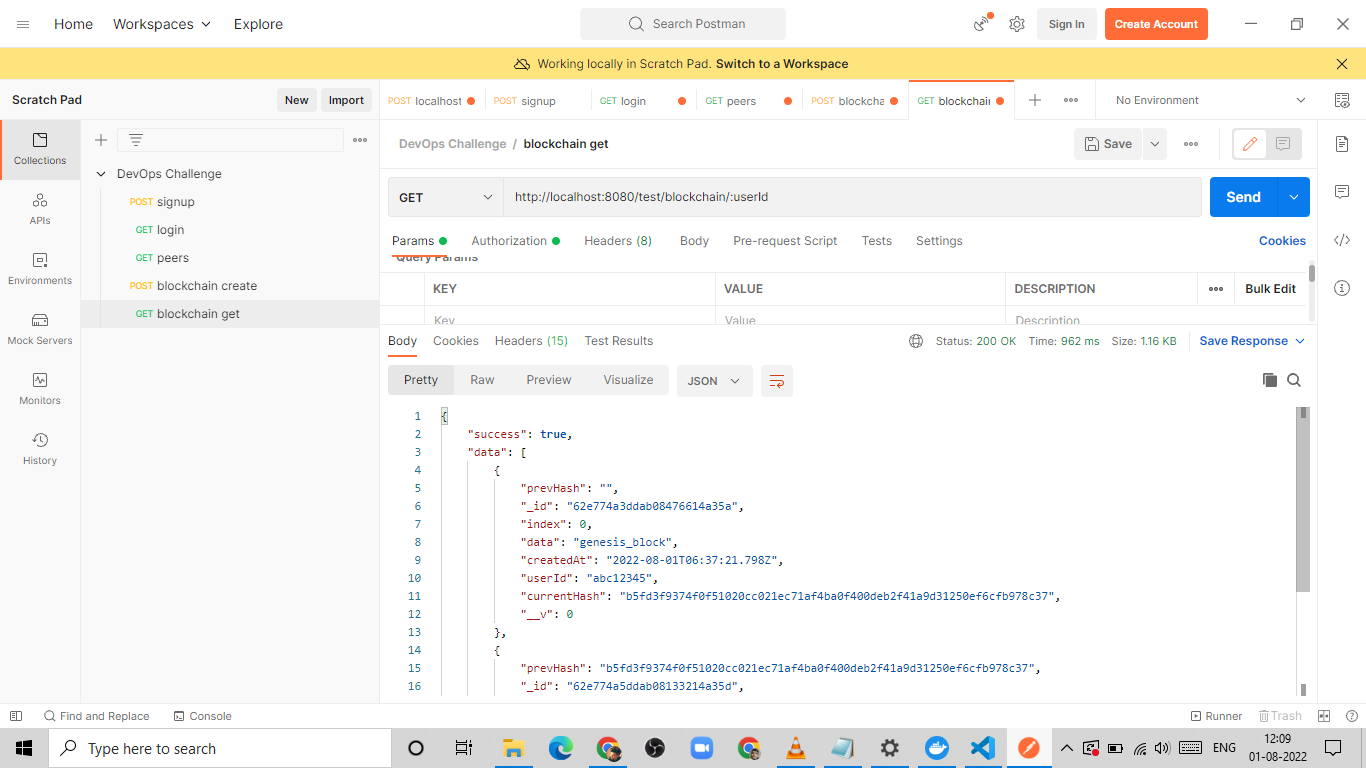 Home Workspaces Explore Search Postman Sign In Create Account
Working locally in Scratch Pad. Switch to a Workspace
Scratch Pad New Import POST localhost POST signup GET login GET peers POST blockcha GET blockchain No Environment
Collections
APIs
Environments
Mock Servers
Monitors
History
DevOps Challenge
POST signup
GET login
GET peers
POST blockchain create
GET blockchain get
DevOps Challenge / blockchain get Save
GET http://localhost:8080/test/blockchain/:userId Send
Params Authorization Headers (8) Body Pre-request Script Tests Settings Cookies
Query Params
KEY VALUE DESCRIPTION Bulk Edit
Key Value Description
Body Cookies Headers (15) Test Results Status: 200 OK Time: 962 ms Size: 1.16 KB Save Response
Pretty Raw Preview Visualize JSON
1 {
2 "success": true,
3 "data": [
4 {
5 "prevHash": "",
6 "_id": "62e774a3ddab08476614a35a",
7 "index": 0,
8 "data": "genesis_block",
9 "createdAt": "2022-08-01T06:37:21.798Z",
10 "userId": "abc12345",
11 "currentHash": "b5fd3f9374f0f51020cc021ec71af4ba0f400deb2f41a9d31250ef6cfb978c37",
12 "__v": 0
13 },
14 {
15 "prevHash": "b5fd3f9374f0f51020cc021ec71af4ba0f400deb2f41a9d31250ef6cfb978c37",
16 "_id": "62e774a5ddab08133214a35d",
Find and Replace Console Runner Trash
Type here to search ENG 12:09
01-08-2022